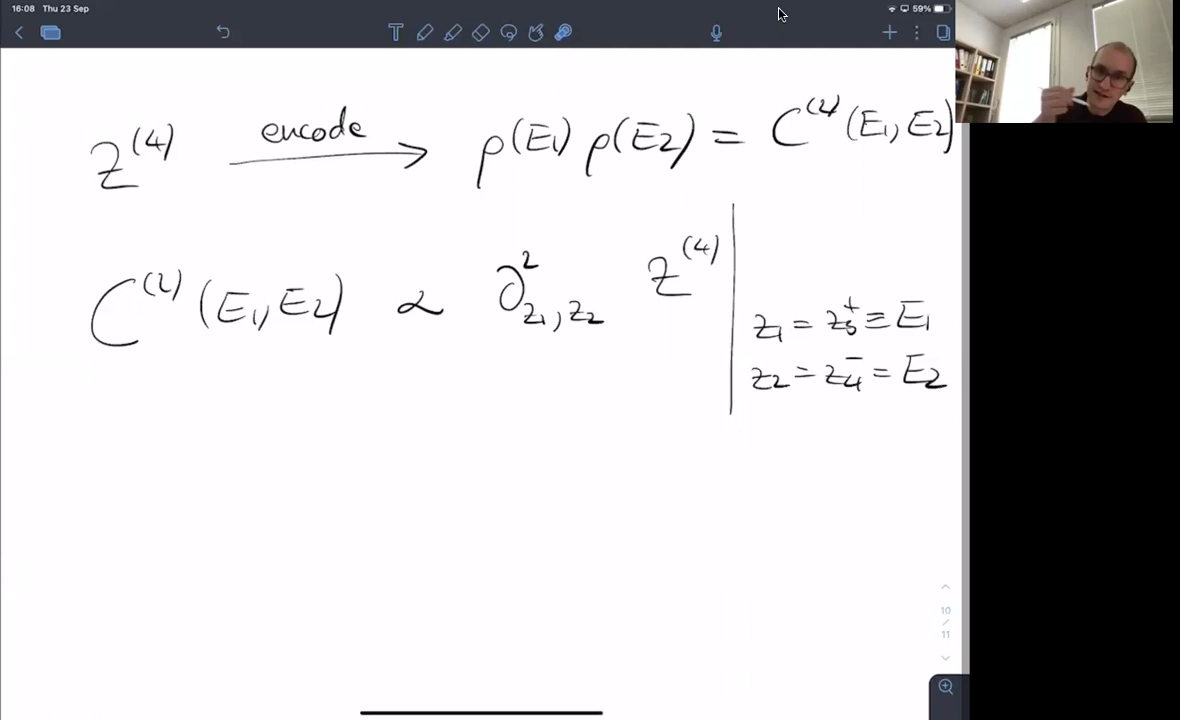 16:08 Thu 23 Sep 59%
T
Z^(4) encode → ρ(E1) ρ(E2) = C^(2)(E1, E2)
C^(2)(E1, E2) ∝ ∂²_{z1, z2} Z^(4) |
z1 = z3^+ ≡ E1
z2 = z4^- = E2
10
/
11